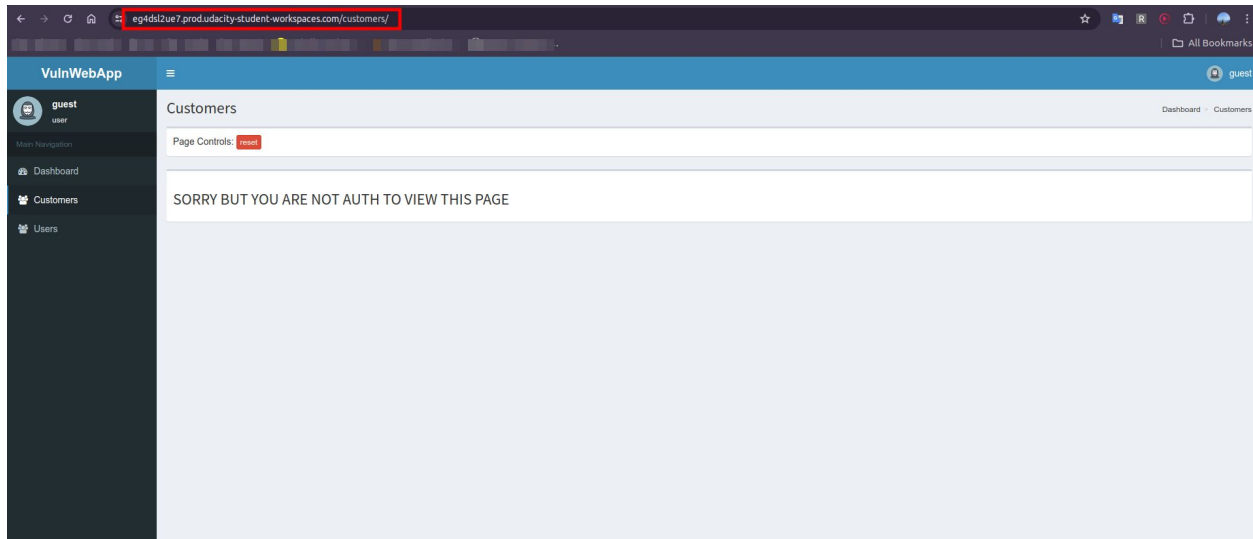 eg4dsl2ue7.prod.udacity-student-workspaces.com/customers/
All Bookmarks
VulnWebApp
guest
guest
user
Customers
Dashboard > Customers
Main Navigation
Page Controls: reset
Dashboard
Customers
SORRY BUT YOU ARE NOT AUTH TO VIEW THIS PAGE
Users